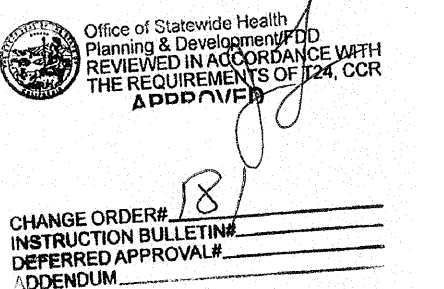 Office of Statewide Health
Planning & Development/FDD
REVIEWED IN ACCORDANCE WITH
THE REQUIREMENTS OF T24, CCR
APPROVED
CHANGE ORDER# 18
INSTRUCTION BULLETIN#
DEFERRED APPROVAL#
ADDENDUM